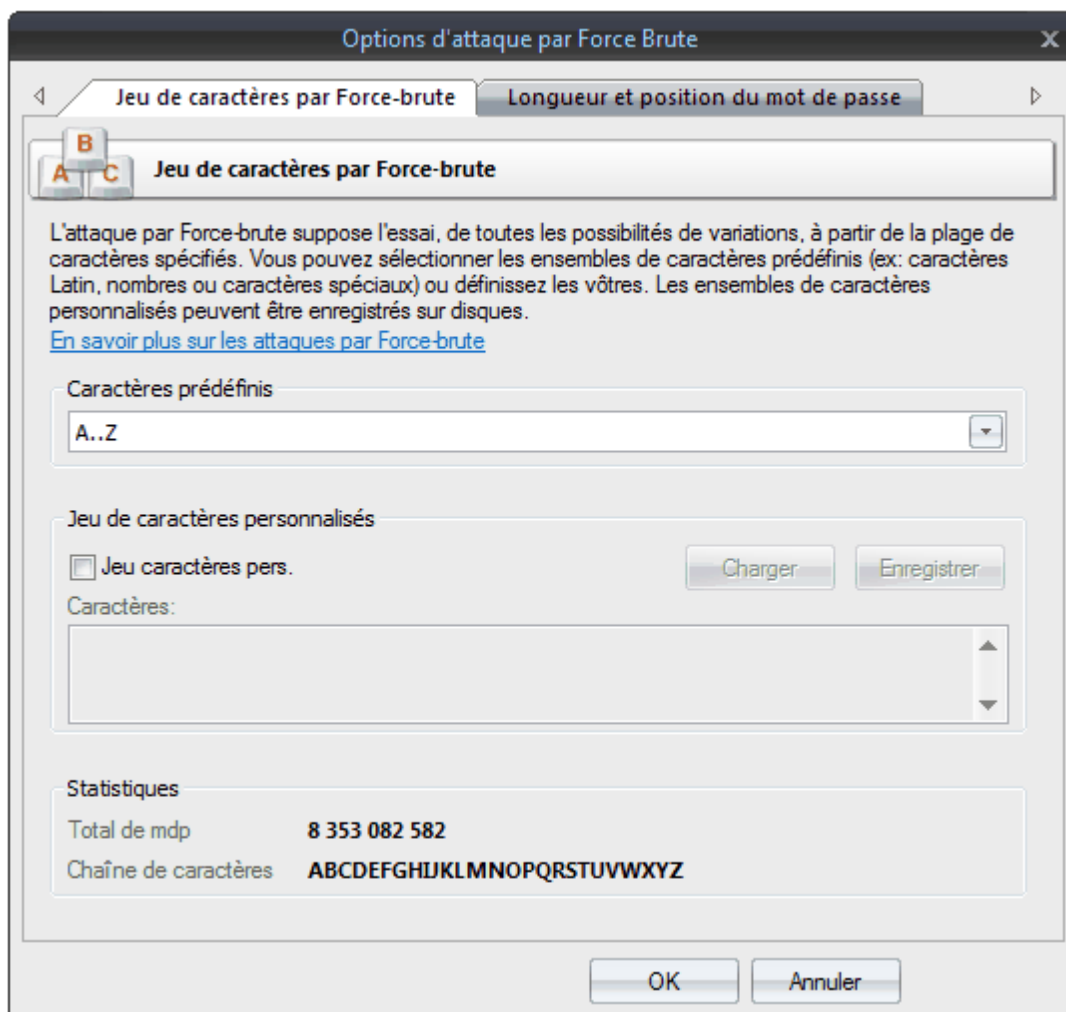 Options d'attaque par Force Brute
x
Jeu de caractères par Force-brute
Longueur et position du mot de passe
B
A C
Jeu de caractères par Force-brute
L'attaque par Force-brute suppose l'essai, de toutes les possibilités de variations, à partir de la plage de
caractères spécifiés. Vous pouvez sélectionner les ensembles de caractères prédéfinis (ex: caractères
Latin, nombres ou caractères spéciaux) ou définissez les vôtres. Les ensembles de caractères
personnalisés peuvent être enregistrés sur disques.
En savoir plus sur les attaques par Force-brute
Caractères prédéfinis
A..Z
Jeu de caractères personnalisés
Jeu caractères pers.
Charger
Enregistrer
Caractères:
Statistiques
Total de mdp 8 353 082 582
Chaîne de caractères ABCDEFGHIJKLMNOPQRSTUVWXYZ
OK
Annuler